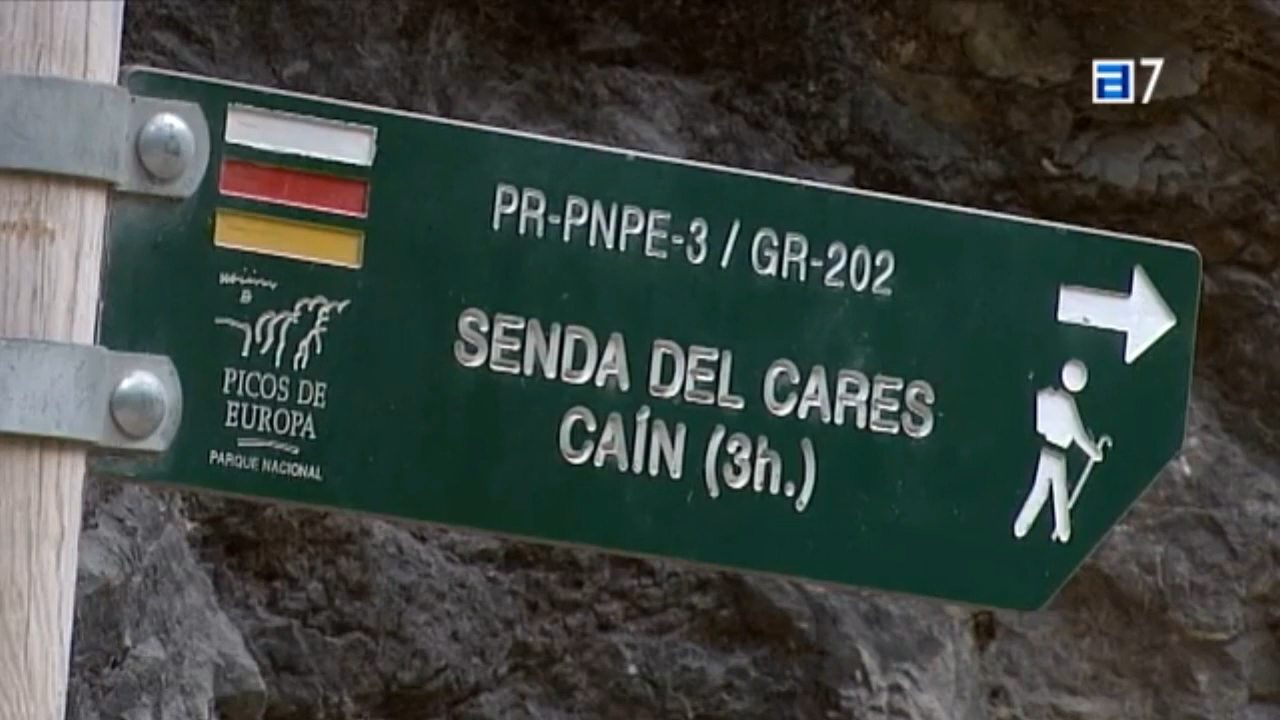 a7
PR-PNPE-3 / GR-202
SENDA DEL CARES
CAÍN (3h.)
PICOS DE
EUROPA
PARQUE NACIONAL